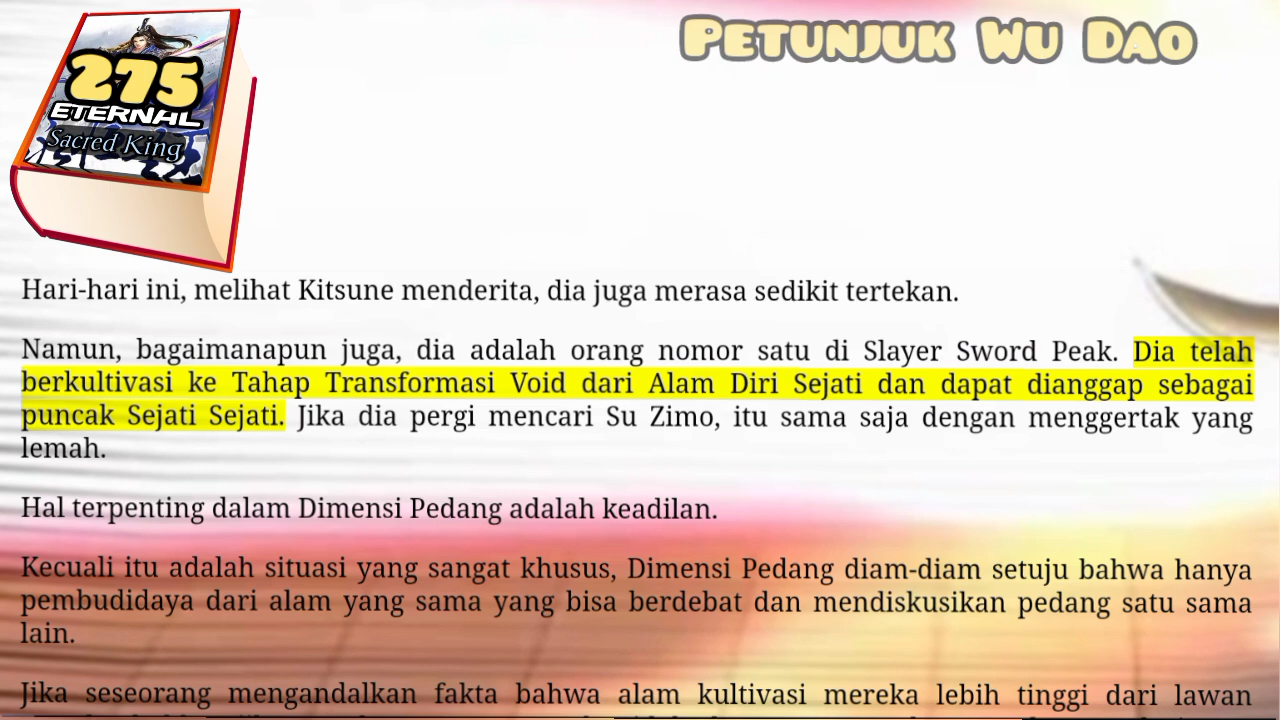 Petunjuk Wu Dao
275
ETERNAL
Sacred King
Hari-hari ini, melihat Kitsune menderita, dia juga merasa sedikit tertekan.
Namun, bagaimanapun juga, dia adalah orang nomor satu di Slayer Sword Peak. Dia telah
berkultivasi ke Tahap Transformasi Void dari Alam Diri Sejati dan dapat dianggap sebagai
puncak Sejati Sejati. Jika dia pergi mencari Su Zimo, itu sama saja dengan menggertak yang
lemah.
Hal terpenting dalam Dimensi Pedang adalah keadilan.
Kecuali itu adalah situasi yang sangat khusus, Dimensi Pedang diam-diam setuju bahwa hanya
pembudidaya dari alam yang sama yang bisa berdebat dan mendiskusikan pedang satu sama
lain.
Jika seseorang mengandalkan fakta bahwa alam kultivasi mereka lebih tinggi dari lawan